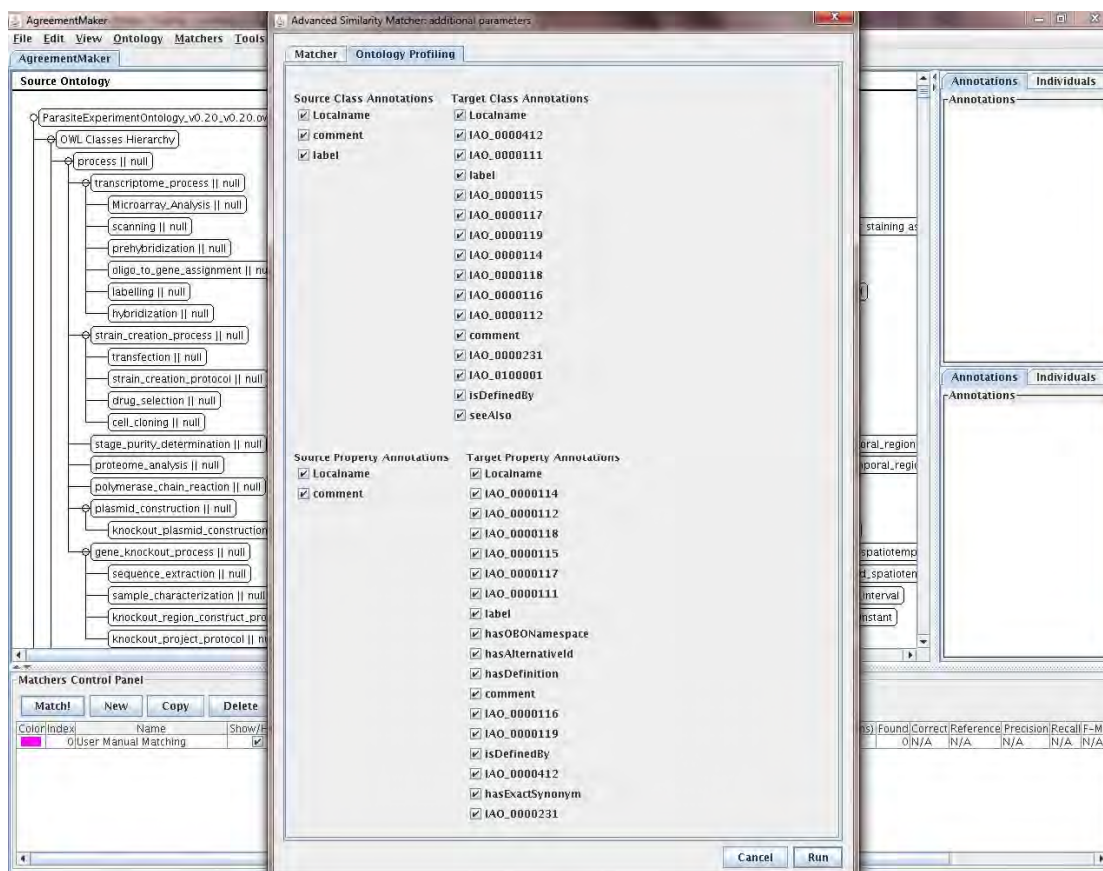 AgreementMaker
File Edit View Ontology Matchers Tools
AgreementMaker
Source Ontology
ParasiteExperimentOntology_v0.20_v0.20.ow
OWL Classes Hierarchy
process || null
transcriptome_process || null
Microarray_Analysis || null
scanning || null
prehybridization || null
oligo_to_gene_assignment || nu
labelling || null
hybridization || null
strain_creation_process || null
transfection || null
strain_creation_protocol || null
drug_selection || null
cell_cloning || null
stage_purity_determination || null
proteome_analysis || null
polymerase_chain_reaction || null
plasmid_construction || null
knockout_plasmid_construction
gene_knockout_process || null
sequence_extraction || null
sample_characterization || null
knockout_region_construct_pro
knockout_project_protocol || n
Advanced Similarity Matcher: additional parameters
Matcher Ontology Profiling
Source Class Annotations Target Class Annotations
Localname Localname
comment IAO_0000412
label IAO_0000111
label
IAO_0000115
IAO_0000117
IAO_0000119
IAO_0000114
IAO_0000118
IAO_0000116
IAO_0000112
comment
IAO_0000231
IAO_0100001
isDefinedBy
seeAlso
Source Property Annotations Target Property Annotations
Localname Localname
comment IAO_0000114
IAO_0000112
IAO_0000118
IAO_0000115
IAO_0000117
IAO_0000111
label
hasOBONamespace
hasAlternativeId
hasDefinition
comment
IAO_0000116
IAO_0000119
isDefinedBy
IAO_0000412
hasExactSynonym
IAO_0000231
Cancel Run
staining as
oral_region
poral_regio
spatiotemp
d_spatiotem
interval
nstant
Annotations Individuals
Annotations
Annotations Individuals
Annotations
Matchers Control Panel
Match! New Copy Delete
Color Index Name Show/H
0 User Manual Matching
ns) Found Correct Reference Precision Recall F-M
0 N/A N/A N/A N/A N/A